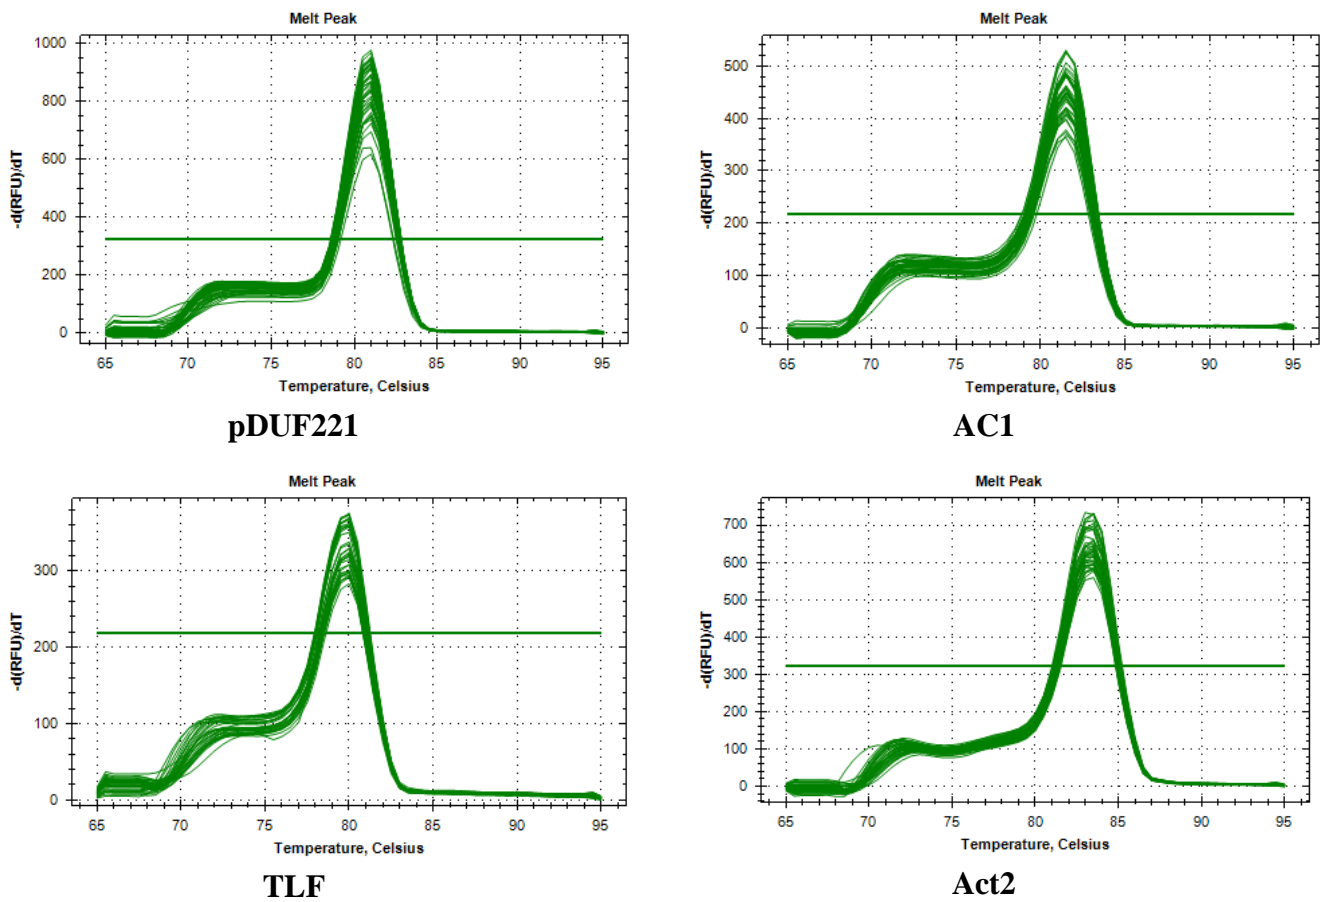 Melt Peak
1000
800
600
400
200
0
-d(RFU)/dT
65 70 75 80 85 90 95
Temperature, Celsius
pDUF221
Melt Peak
500
400
300
200
100
0
-d(RFU)/dT
65 70 75 80 85 90 95
Temperature, Celsius
AC1
Melt Peak
300
200
100
0
-d(RFU)/dT
65 70 75 80 85 90 95
Temperature, Celsius
TLF
Melt Peak
700
600
500
400
300
200
100
0
-d(RFU)/dT
65 70 75 80 85 90 95
Temperature, Celsius
Act2